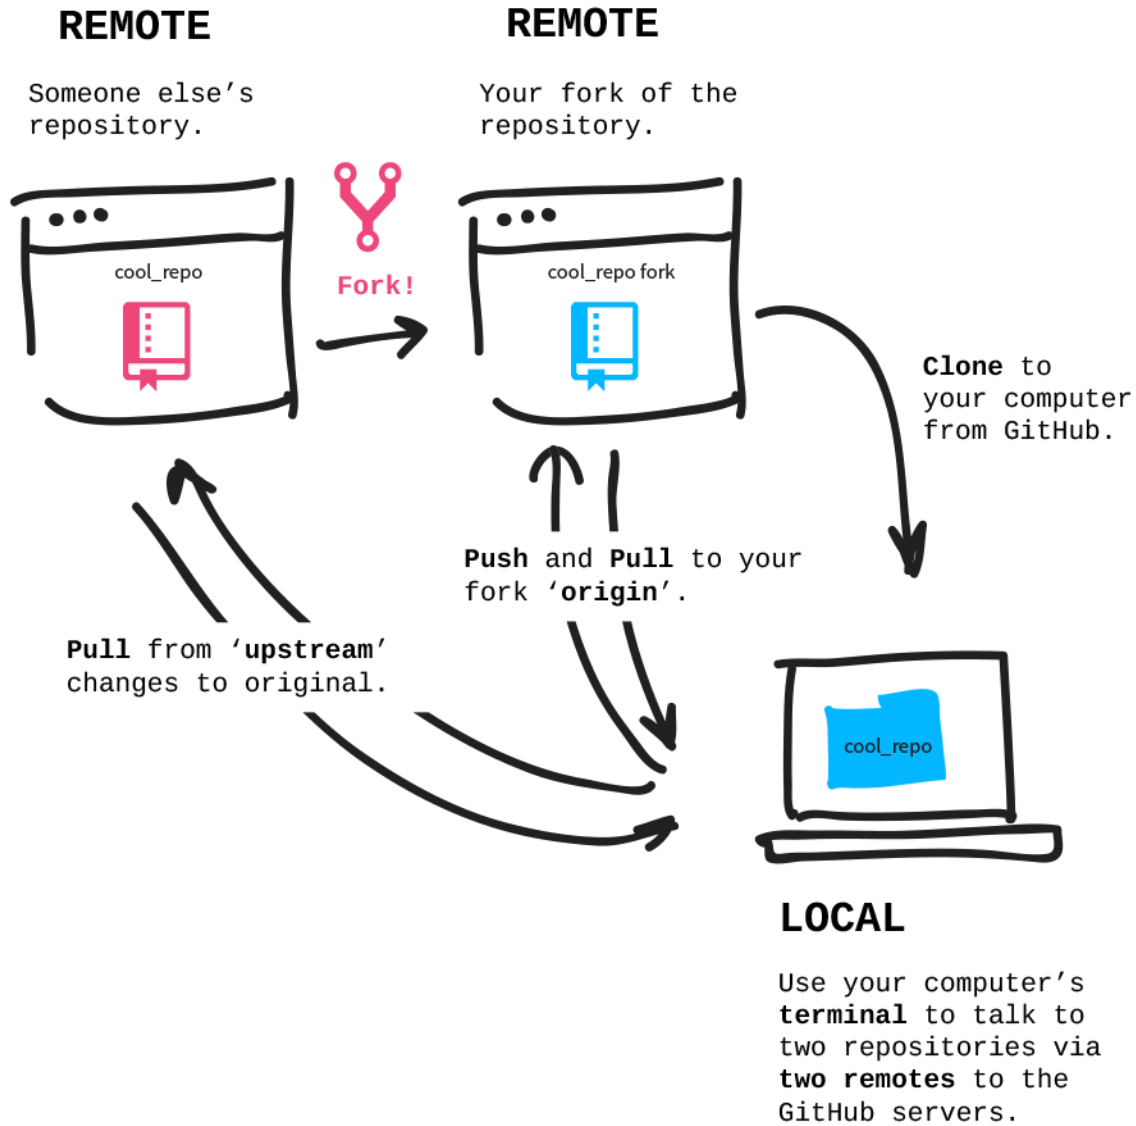 REMOTE
Someone else’s
repository.
cool_repo
Fork!
REMOTE
Your fork of the
repository.
cool_repo fork
Clone to
your computer
from GitHub.
Push and Pull to your
fork ‘origin’.
Pull from ‘upstream’
changes to original.
cool_repo
LOCAL
Use your computer’s
terminal to talk to
two repositories via
two remotes to the
GitHub servers.